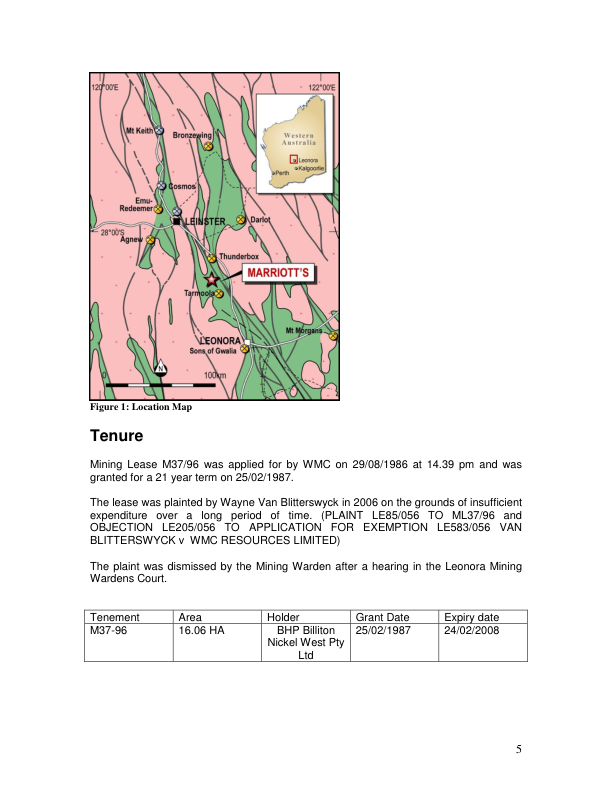 120°00'E
122°00'E
Mt Keith
Bronzewing
Western
Australia
Leonora
Kalgoorlie
Perth
Cosmos
Emu-
Redeemer
LEINSTER
Darlot
28°00'S
Agnew
Thunderbox
MARRIOTT'S
Tarmoola
Mt Morgans
LEONORA
Sons of Gwalia
N
0
100km
Figure 1: Location Map
Tenure
Mining Lease M37/96 was applied for by WMC on 29/08/1986 at 14.39 pm and was
granted for a 21 year term on 25/02/1987.
The lease was plainted by Wayne Van Blitterswyck in 2006 on the grounds of insufficient
expenditure over a long period of time. (PLAINT LE85/056 TO ML37/96 and
OBJECTION LE205/056 TO APPLICATION FOR EXEMPTION LE583/056 VAN
BLITTERSWYCK v WMC RESOURCES LIMITED)
The plaint was dismissed by the Mining Warden after a hearing in the Leonora Mining
Wardens Court.
Tenement Area Holder Grant Date Expiry date
M37-96 16.06 HA BHP Billiton 25/02/1987 24/02/2008
Nickel West Pty
Ltd
5